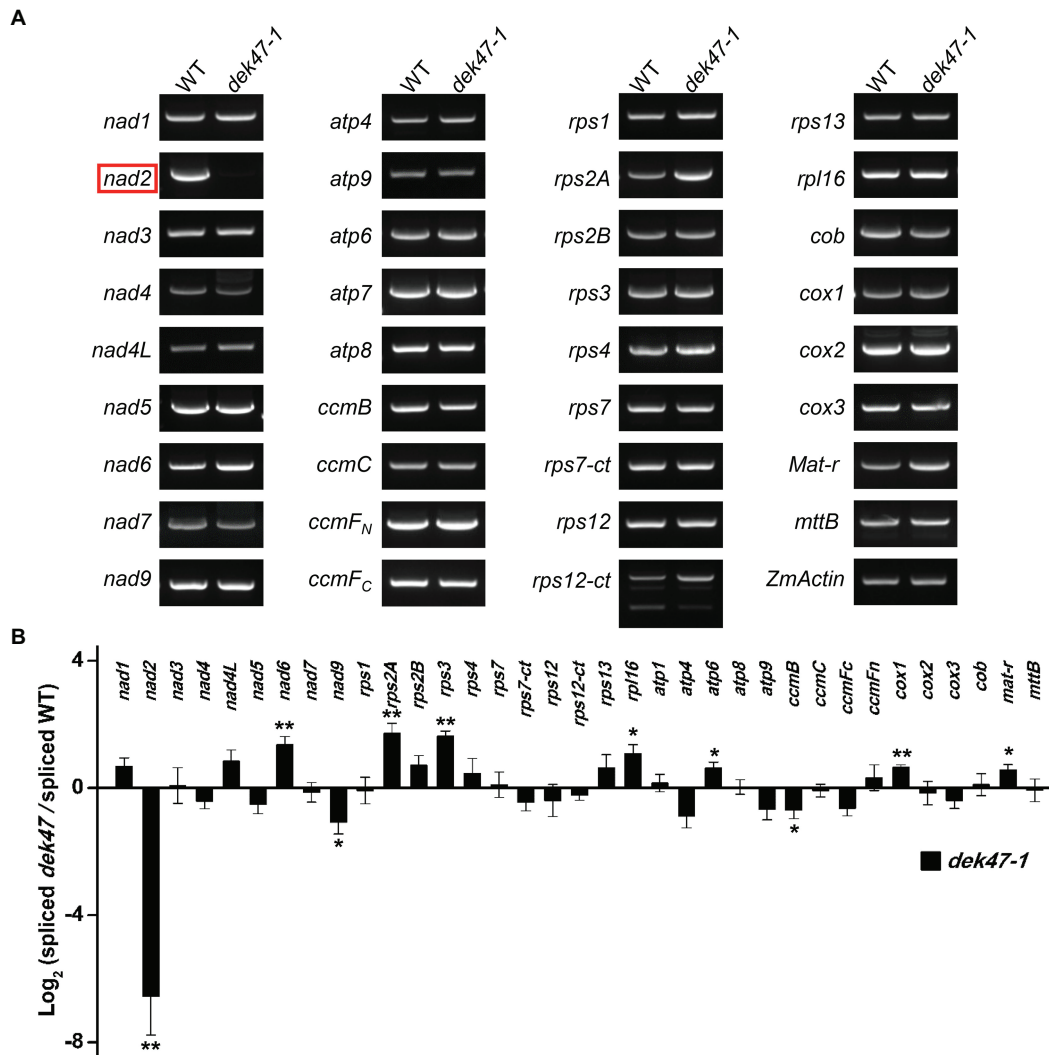 A
WT dek47-1 WT dek47-1 WT dek47-1 WT dek47-1
nad1 atp4 rps1 rps13
nad2 atp9 rps2A rpl16
nad3 atp6 rps2B cob
nad4 atp7 rps3 cox1
nad4L atp8 rps4 cox2
nad5 ccmB rps7 cox3
nad6 ccmC rps7-ct Mat-r
nad7 ccmFN rps12 mttB
nad9 ccmFC rps12-ct ZmActin
B
Log2 (spliced dek47 / spliced WT)
4
0
-4
-8
nad1 nad2 nad3 nad4 nad4L nad5 nad6 nad7 nad9 rps1 rps2A rps2B rps3 rps4 rps7 rps7-ct rps12 rps12-ct rps13 rpl16 atp1 atp4 atp6 atp8 atp9 ccmB ccmC ccmFc ccmFn cox1 cox2 cox3 cob mat-r mttB
** ** ** ** * * ** *
* *
**
dek47-1